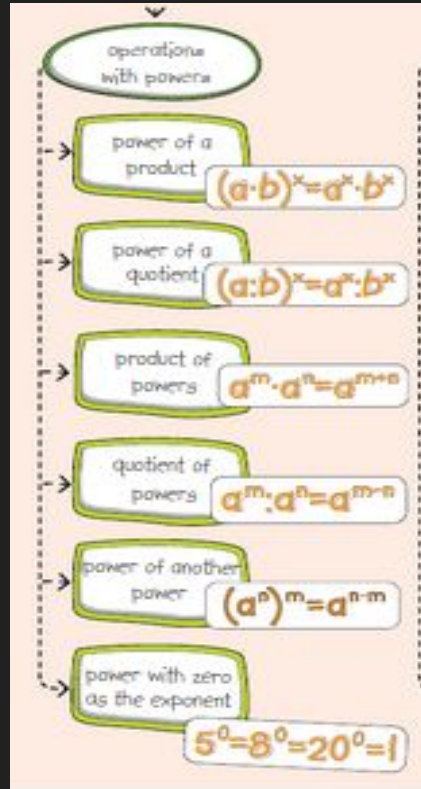 operations
with powers
power of a
product
(a·b)ˣ=aˣ·bˣ
power of a
quotient
(a:b)ˣ=aˣ:bˣ
product of
powers
aᵐ·aⁿ=aᵐ⁺ⁿ
quotient of
powers
aᵐ:aⁿ=aᵐ⁻ⁿ
power of another
power
(aⁿ)ᵐ=aⁿ·ᵐ
power with zero
as the exponent
5⁰=8⁰=20⁰=1